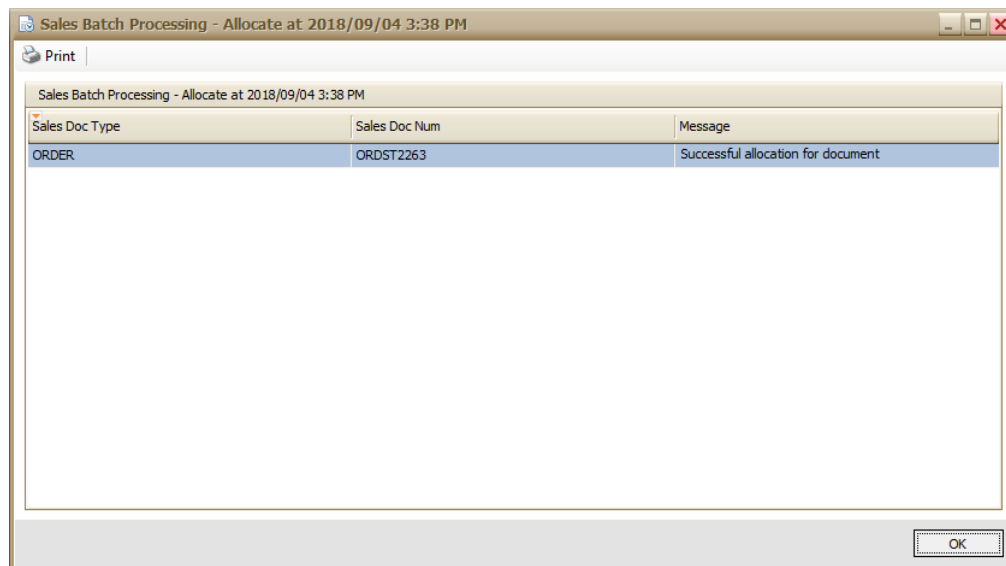 Sales Batch Processing - Allocate at 2018/09/04 3:38 PM
Print
Sales Batch Processing - Allocate at 2018/09/04 3:38 PM
Sales Doc Type Sales Doc Num Message
ORDER ORDST2263 Successful allocation for document
OK